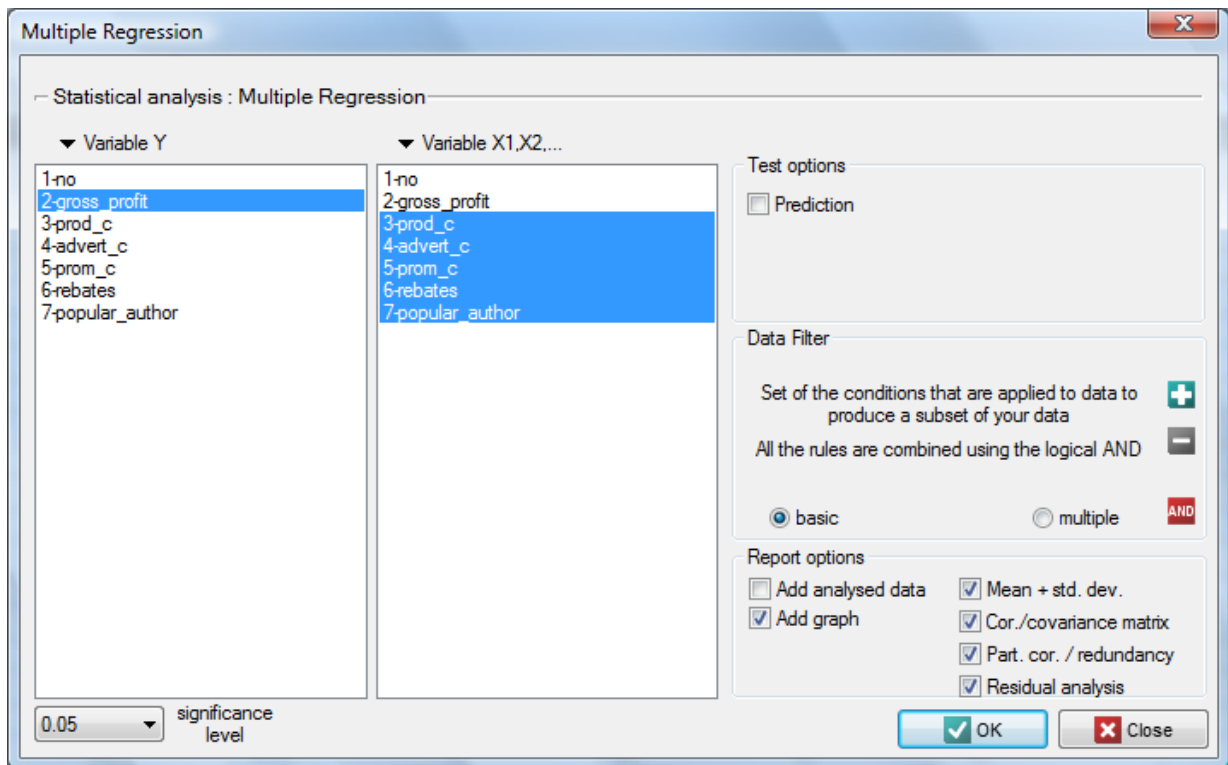 Multiple Regression
Statistical analysis : Multiple Regression
Variable Y
1-no
2-gross_profit
3-prod_c
4-advert_c
5-prom_c
6-rebates
7-popular_author
Variable X1,X2,...
1-no
2-gross_profit
3-prod_c
4-advert_c
5-prom_c
6-rebates
7-popular_author
Test options
Prediction
Data Filter
Set of the conditions that are applied to data to
produce a subset of your data
All the rules are combined using the logical AND
basic
multiple
AND
Report options
Add analysed data
Add graph
Mean + std. dev.
Cor./covariance matrix
Part. cor. / redundancy
Residual analysis
0.05
significance
level
OK
Close